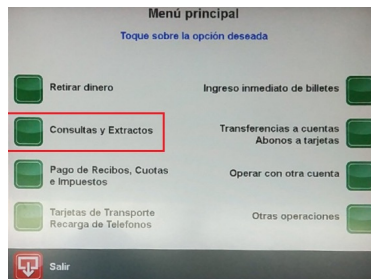 Menú principal
Toque sobre la opción deseada
Retirar dinero
Ingreso inmediato de billetes
Consultas y Extractos
Transferencias a cuentas
Abonos a tarjetas
Pago de Recibos, Cuotas
e Impuestos
Operar con otra cuenta
Tarjetas de Transporte
Recarga de Telefonos
Otras operaciones
Salir